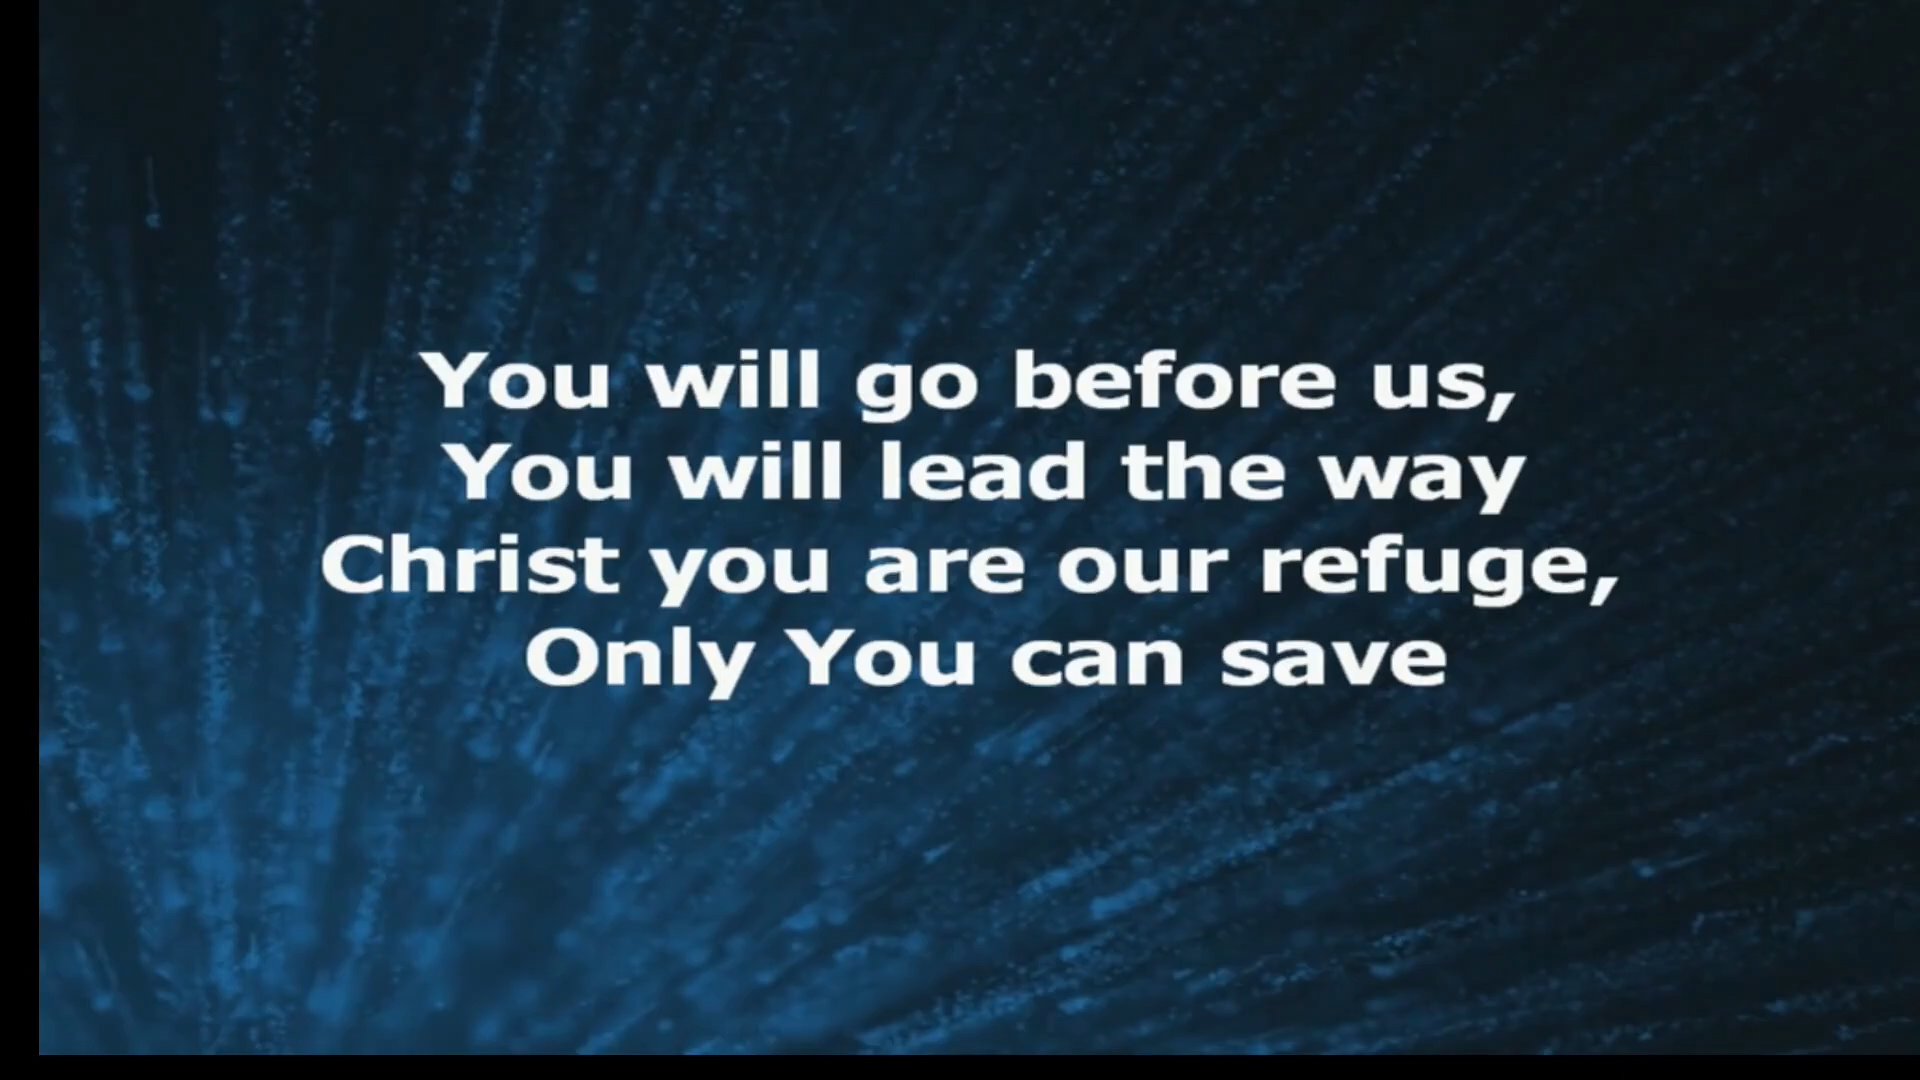 You will go before us,
You will lead the way
Christ you are our refuge,
Only You can save